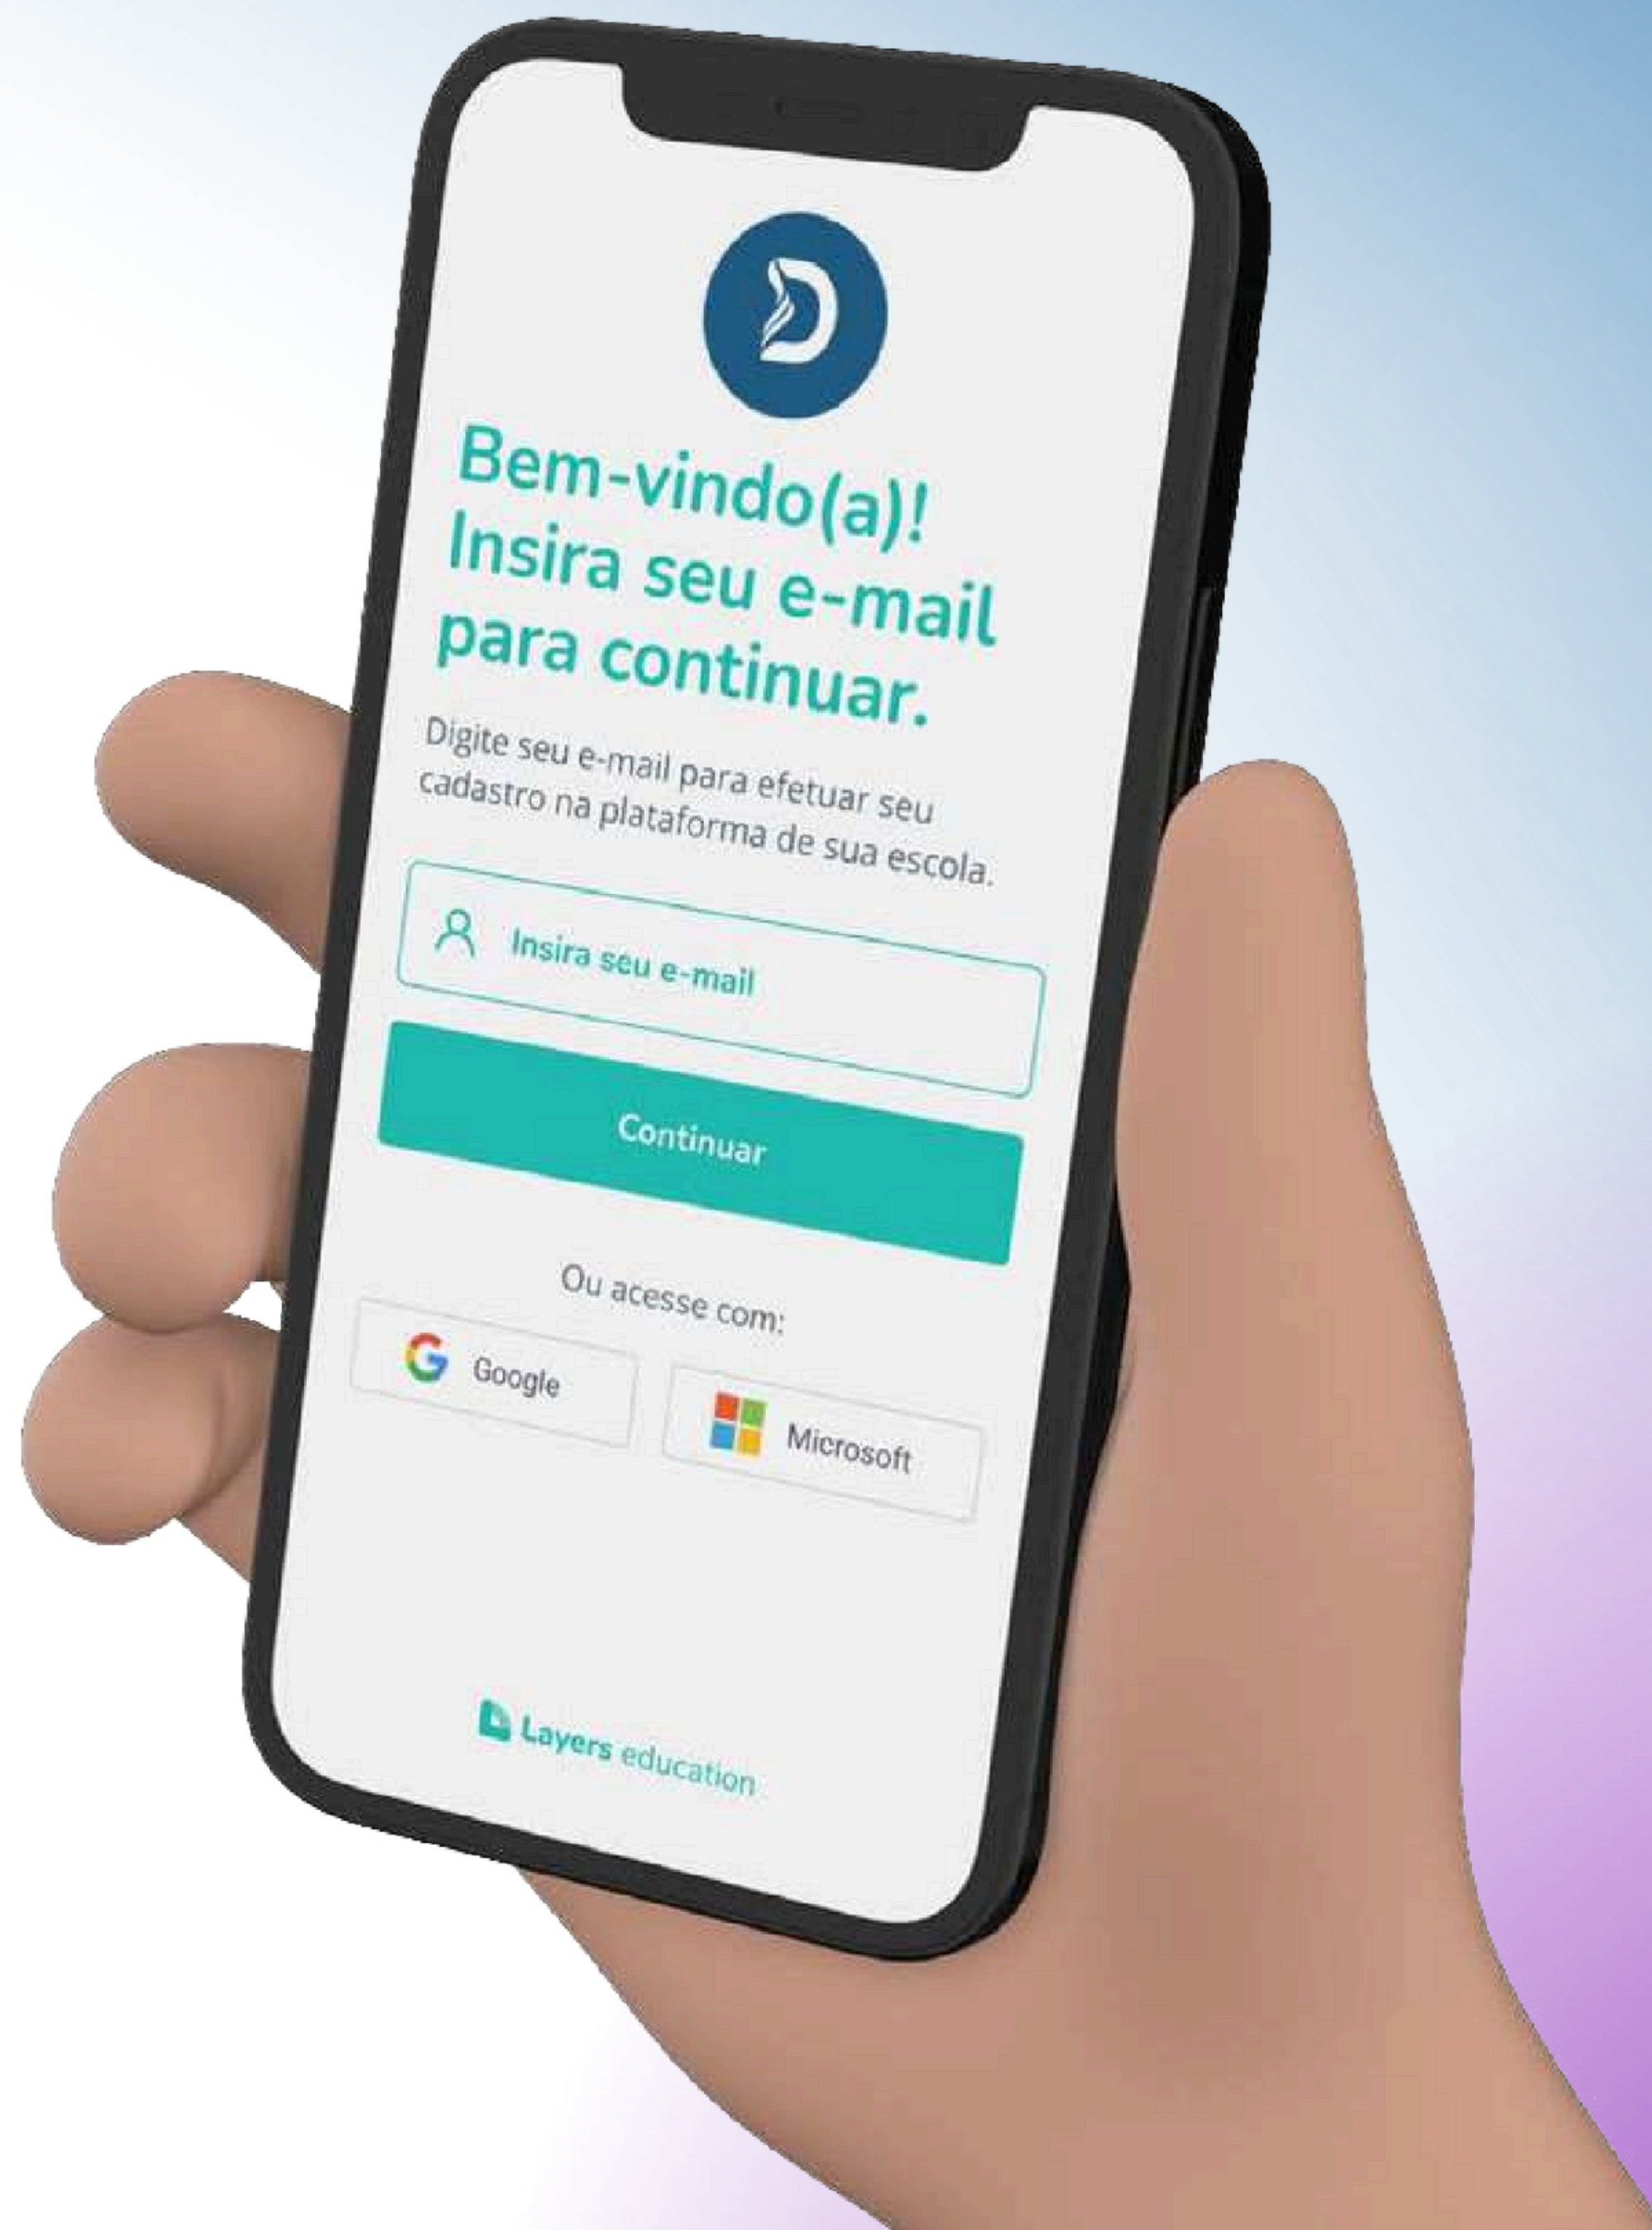 D
Bem-vindo(a)!
Insira seu e-mail
para continuar.
Digite seu e-mail para efetuar seu
cadastro na plataforma de sua escola.
Insira seu e-mail
Continuar
Ou acesse com:
Google
Microsoft
Layers education